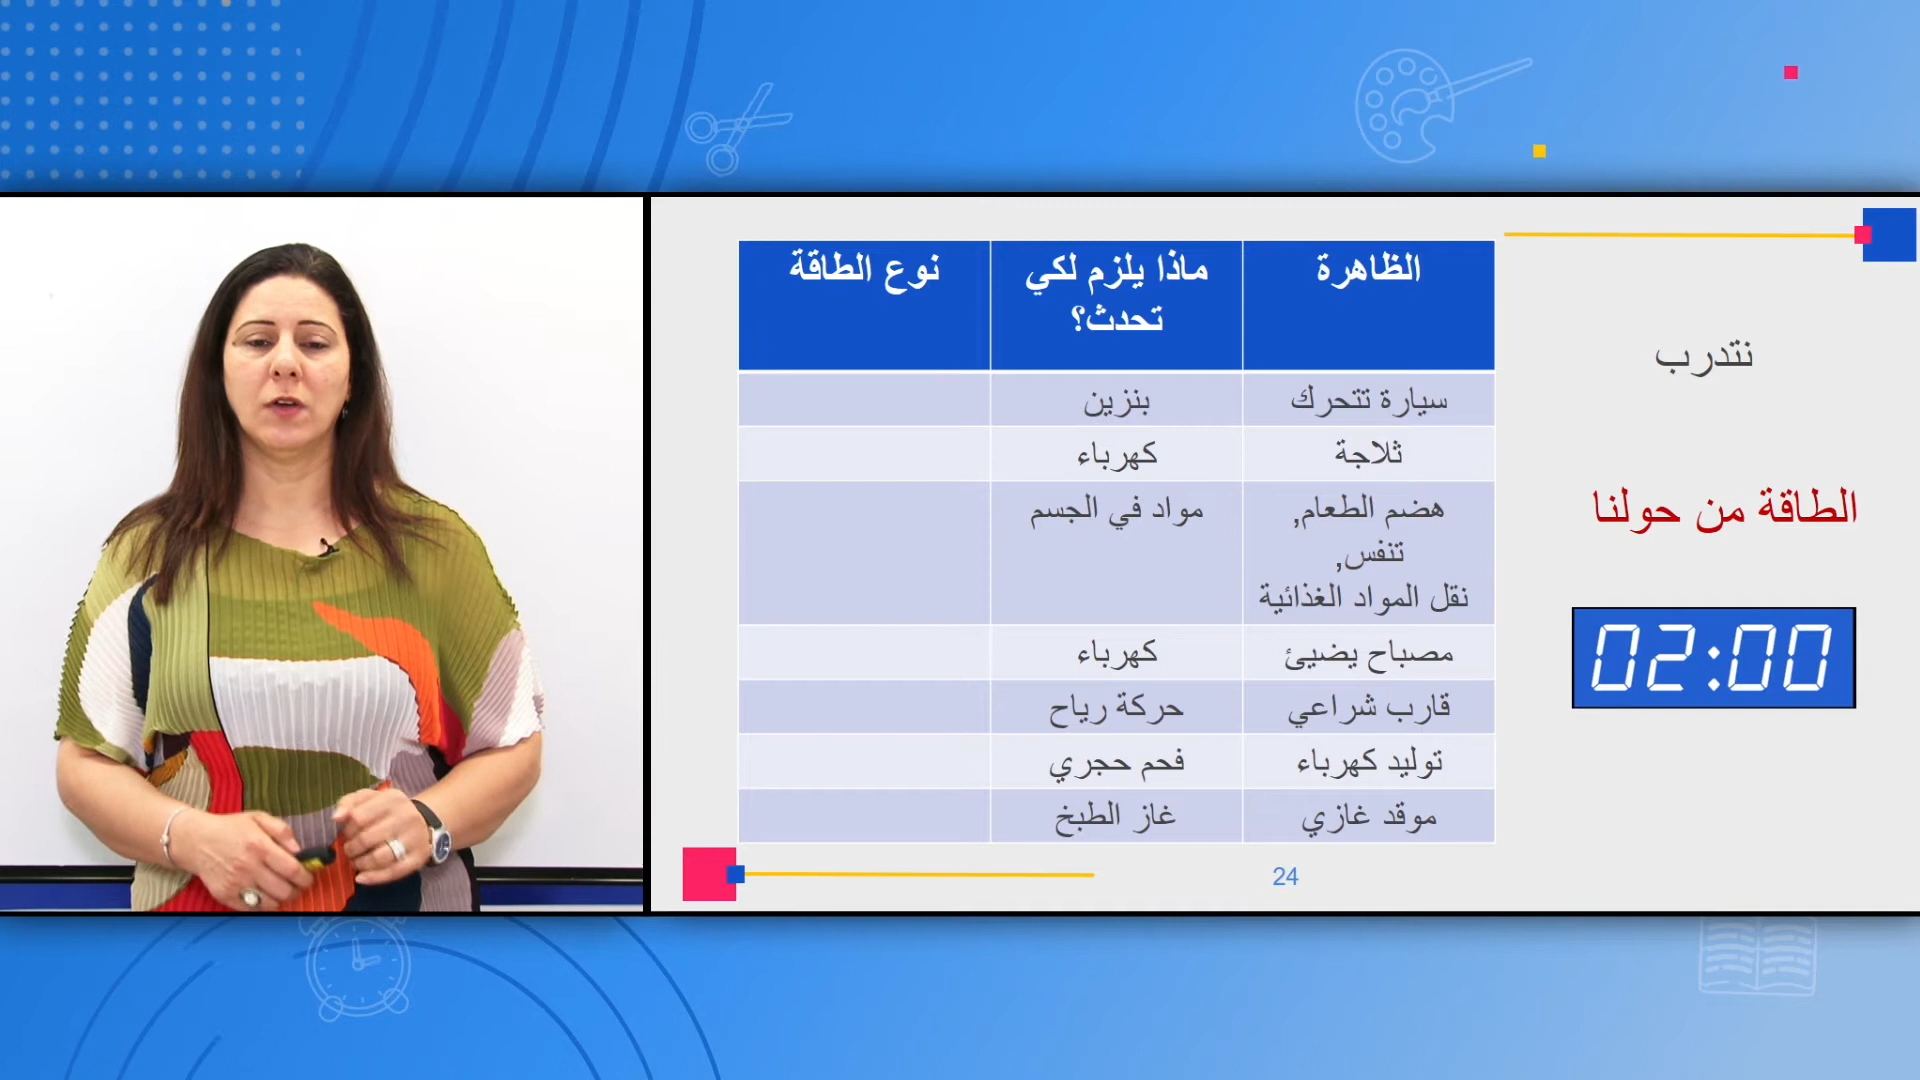 نتدرب
الطاقة من حولنا
02:00
الظاهرة
ماذا يلزم لكي
تحدث؟
نوع الطاقة
سيارة تتحرك
بنزين
ثلاجة
كهرباء
هضم الطعام,
تنفس,
نقل المواد الغذائية
مواد في الجسم
مصباح يضيئ
كهرباء
قارب شراعي
حركة رياح
توليد كهرباء
فحم حجري
موقد غازي
غاز الطبخ
24